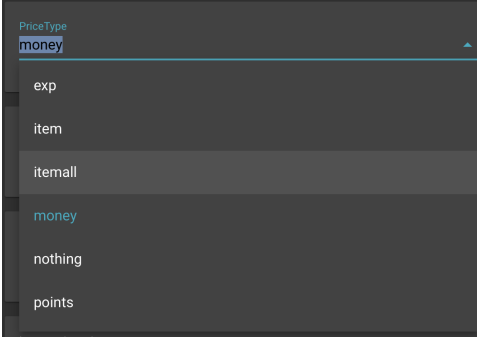 PriceType
money
exp
item
itemall
money
nothing
points